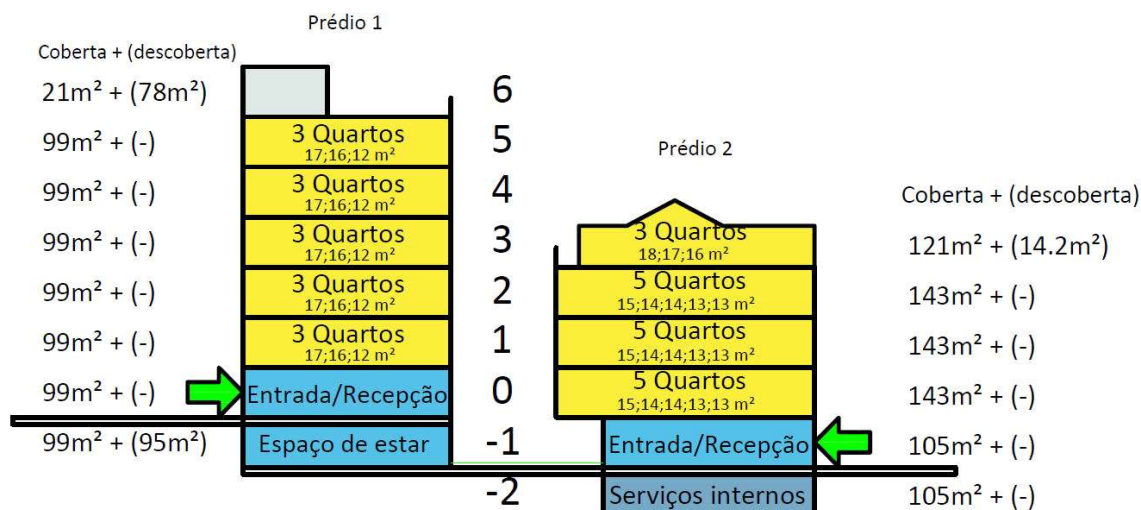 Prédio 1
Coberta + (descoberta)
21m² + (78m²)
6
99m² + (-)
3 Quartos
17;16;12 m²
5
Prédio 2
99m² + (-)
3 Quartos
17;16;12 m²
4
Coberta + (descoberta)
99m² + (-)
3 Quartos
17;16;12 m²
3
3 Quartos
18;17;16 m²
121m² + (14.2m²)
99m² + (-)
3 Quartos
17;16;12 m²
2
5 Quartos
15;14;14;13;13 m²
143m² + (-)
99m² + (-)
3 Quartos
17;16;12 m²
1
5 Quartos
15;14;14;13;13 m²
143m² + (-)
99m² + (-)
Entrada/Recepção
0
5 Quartos
15;14;14;13;13 m²
143m² + (-)
99m² + (95m²)
Espaço de estar
-1
Entrada/Recepção
105m² + (-)
-2
Serviços internos
105m² + (-)